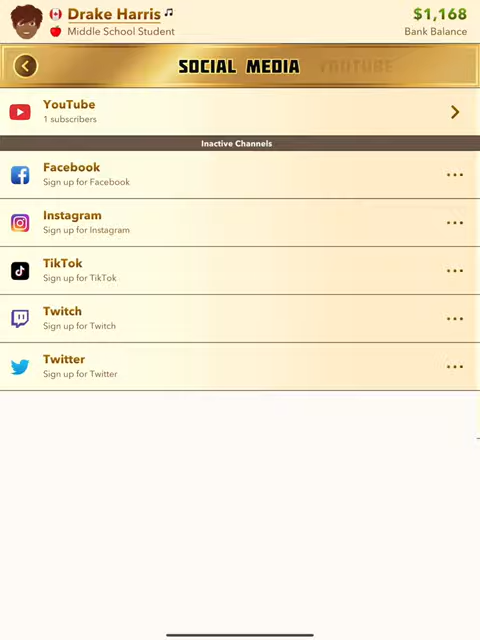 Drake Harris
$1,168
Middle School Student
Bank Balance
SOCIAL MEDIA YOUTUBE
YouTube
1 subscribers
Inactive Channels
Facebook
Sign up for Facebook
Instagram
Sign up for Instagram
TikTok
Sign up for TikTok
Twitch
Sign up for Twitch
Twitter
Sign up for Twitter